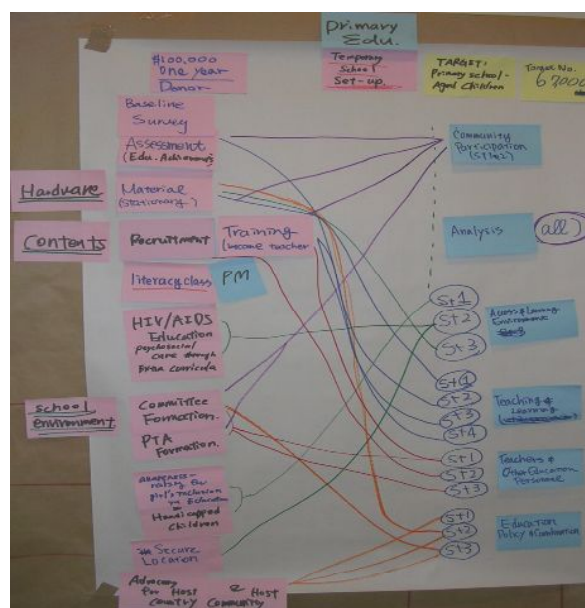 Primary
Edu.
$100,000
One year
Donor
Temporary
School
Set-up.
TARGET:
Primary school-
Aged Children
Target No.
67000
Baseline
Survey
Assessment
(Edu. Achievement)
Community
Participation
(St 1&2)
Hardware
Material
(Stationary)
Contents
Recruitment
Training
(become teacher
Analysis
(all)
literacy class
PM
St1
St2
St3
Access & Learning
Environment
HIV/AIDS
Education
psychosocial
care through
Extra curricula
St1
St2
St3
St4
Teaching &
Learning
school
environment
Committee
Formation.
PTA
Formation.
St1
St2
St3
Teachers &
Other Education
Personnel
awareness-
raising for
girl's inclusion
in Education
Handicapped
Children
St1
St2
St3
Education
Policy & Coordination
Secure
Location
Advocacy
for Host & Host
Country Community